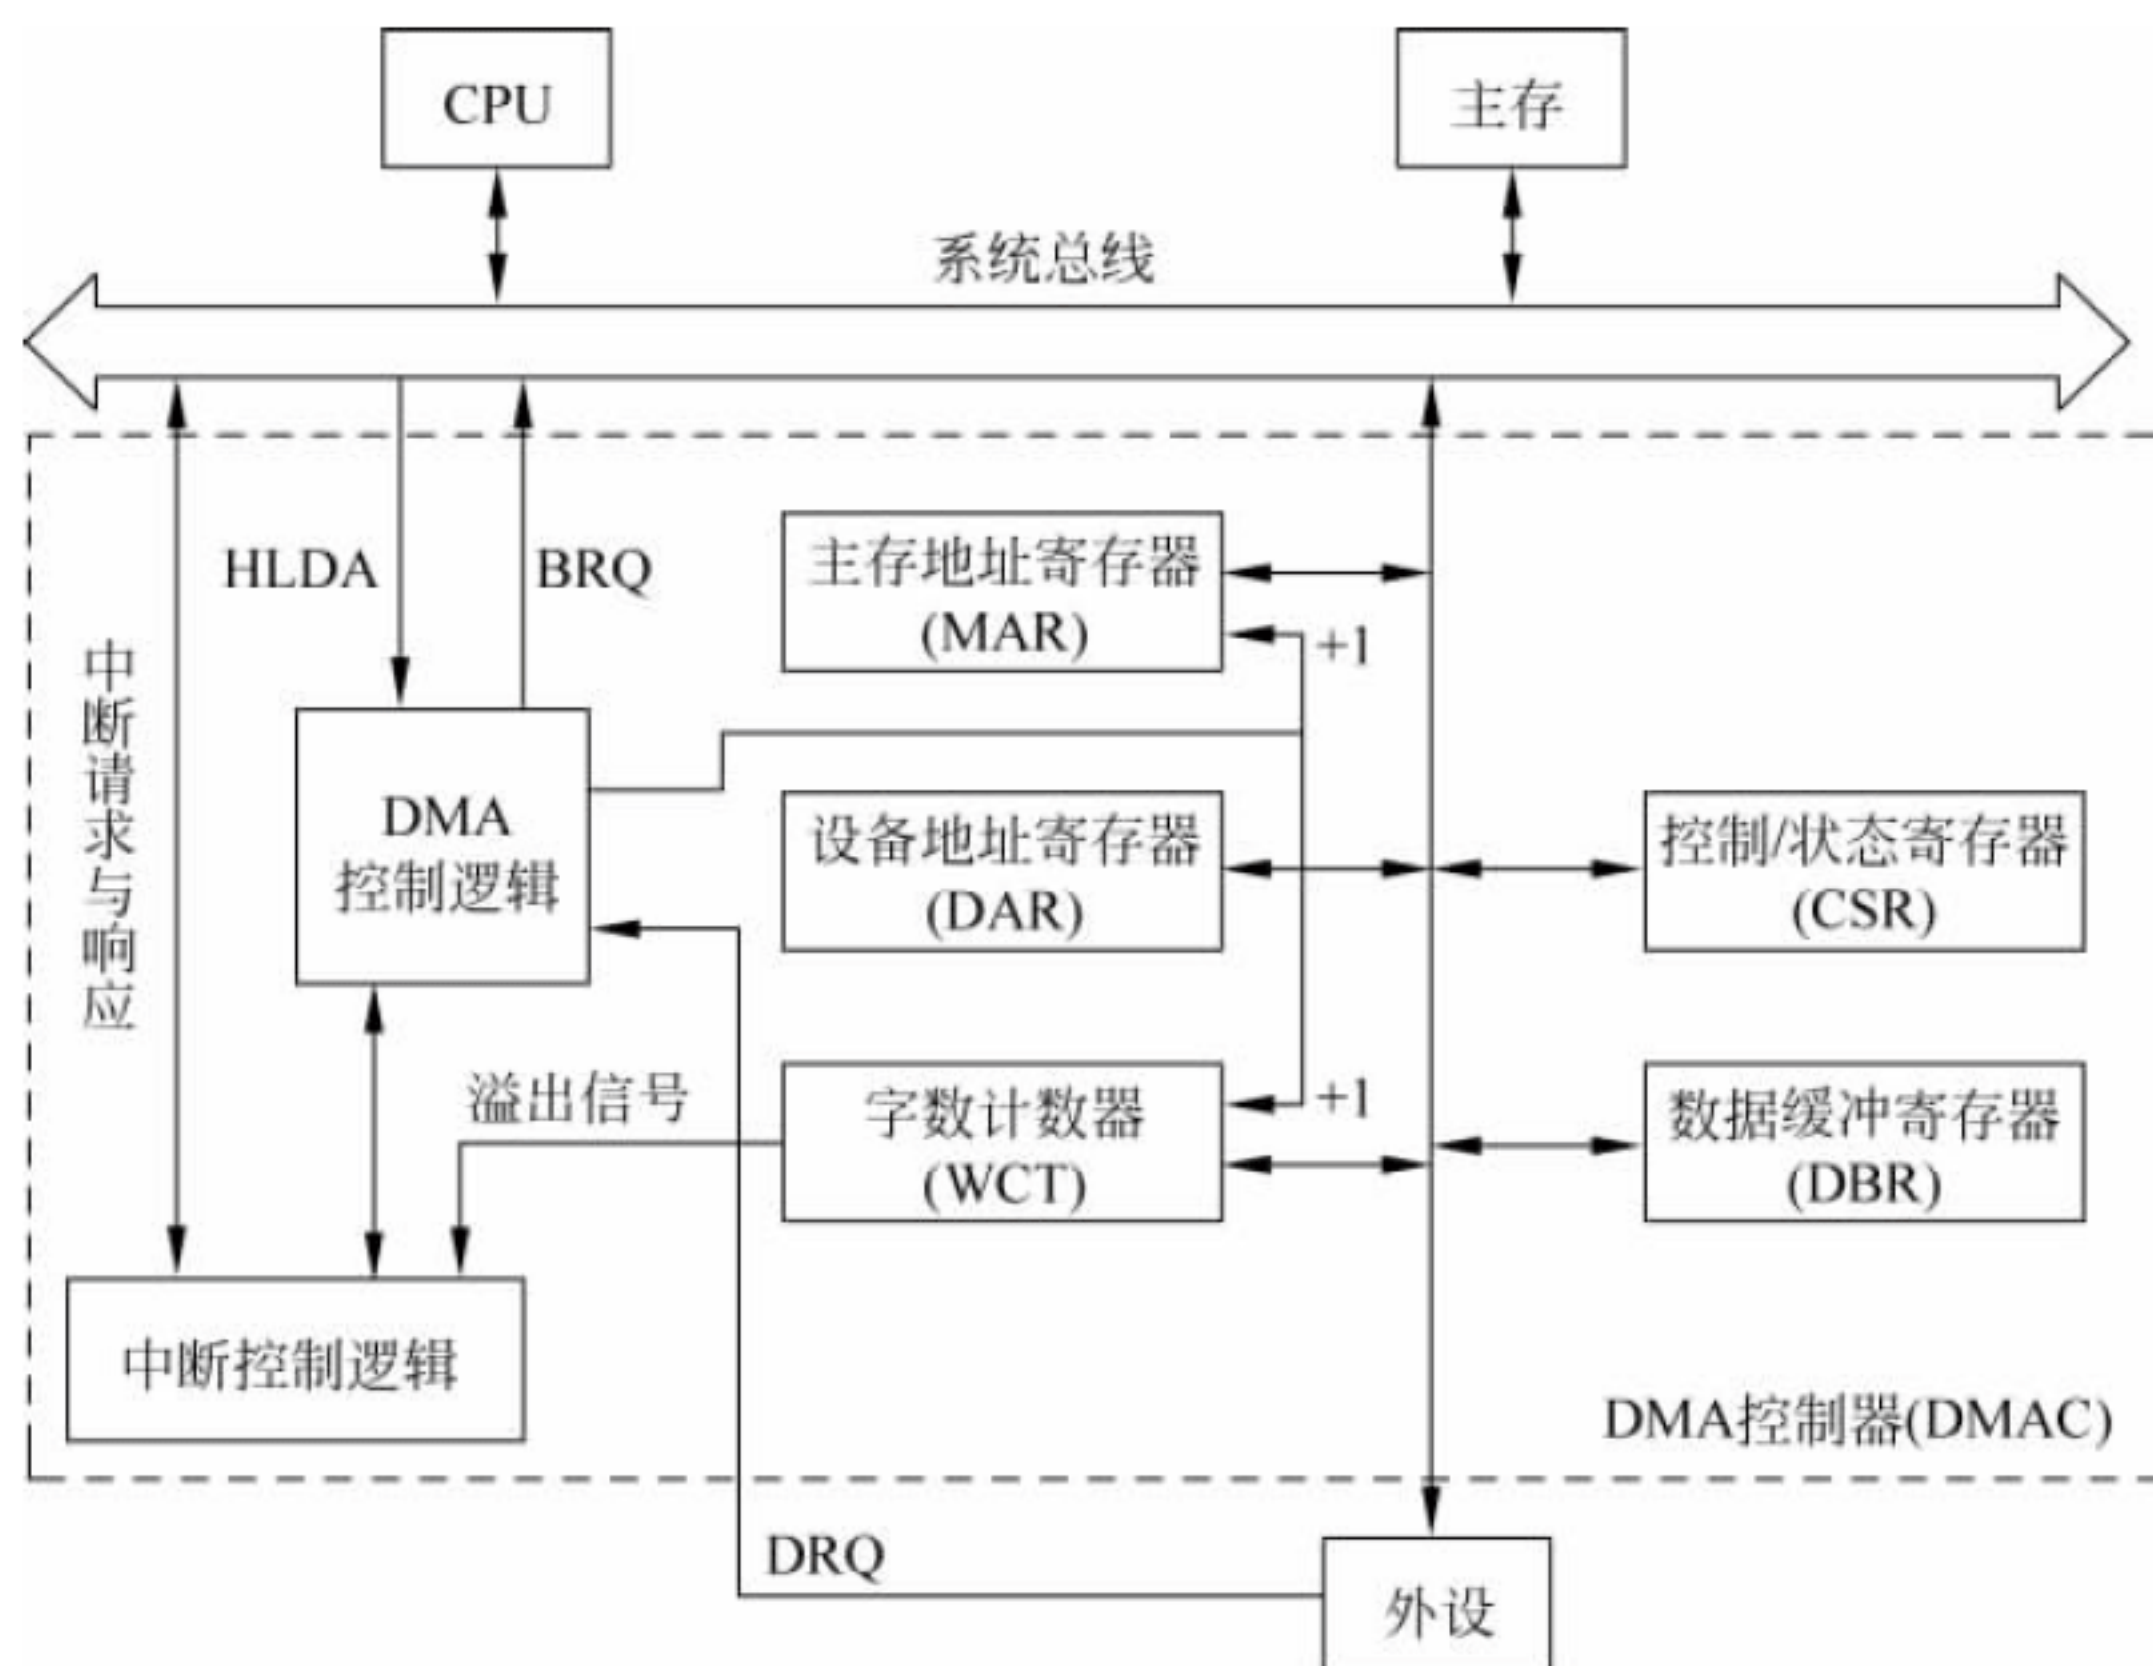 CPU
主存
系统总线
HLDA
BRQ
主存地址寄存器
(MAR)
+1
中断请求与响应
DMA
控制逻辑
设备地址寄存器
(DAR)
控制/状态寄存器
(CSR)
溢出信号
字数计数器
(WCT)
+1
数据缓冲寄存器
(DBR)
中断控制逻辑
DMA控制器(DMAC)
DRQ
外设